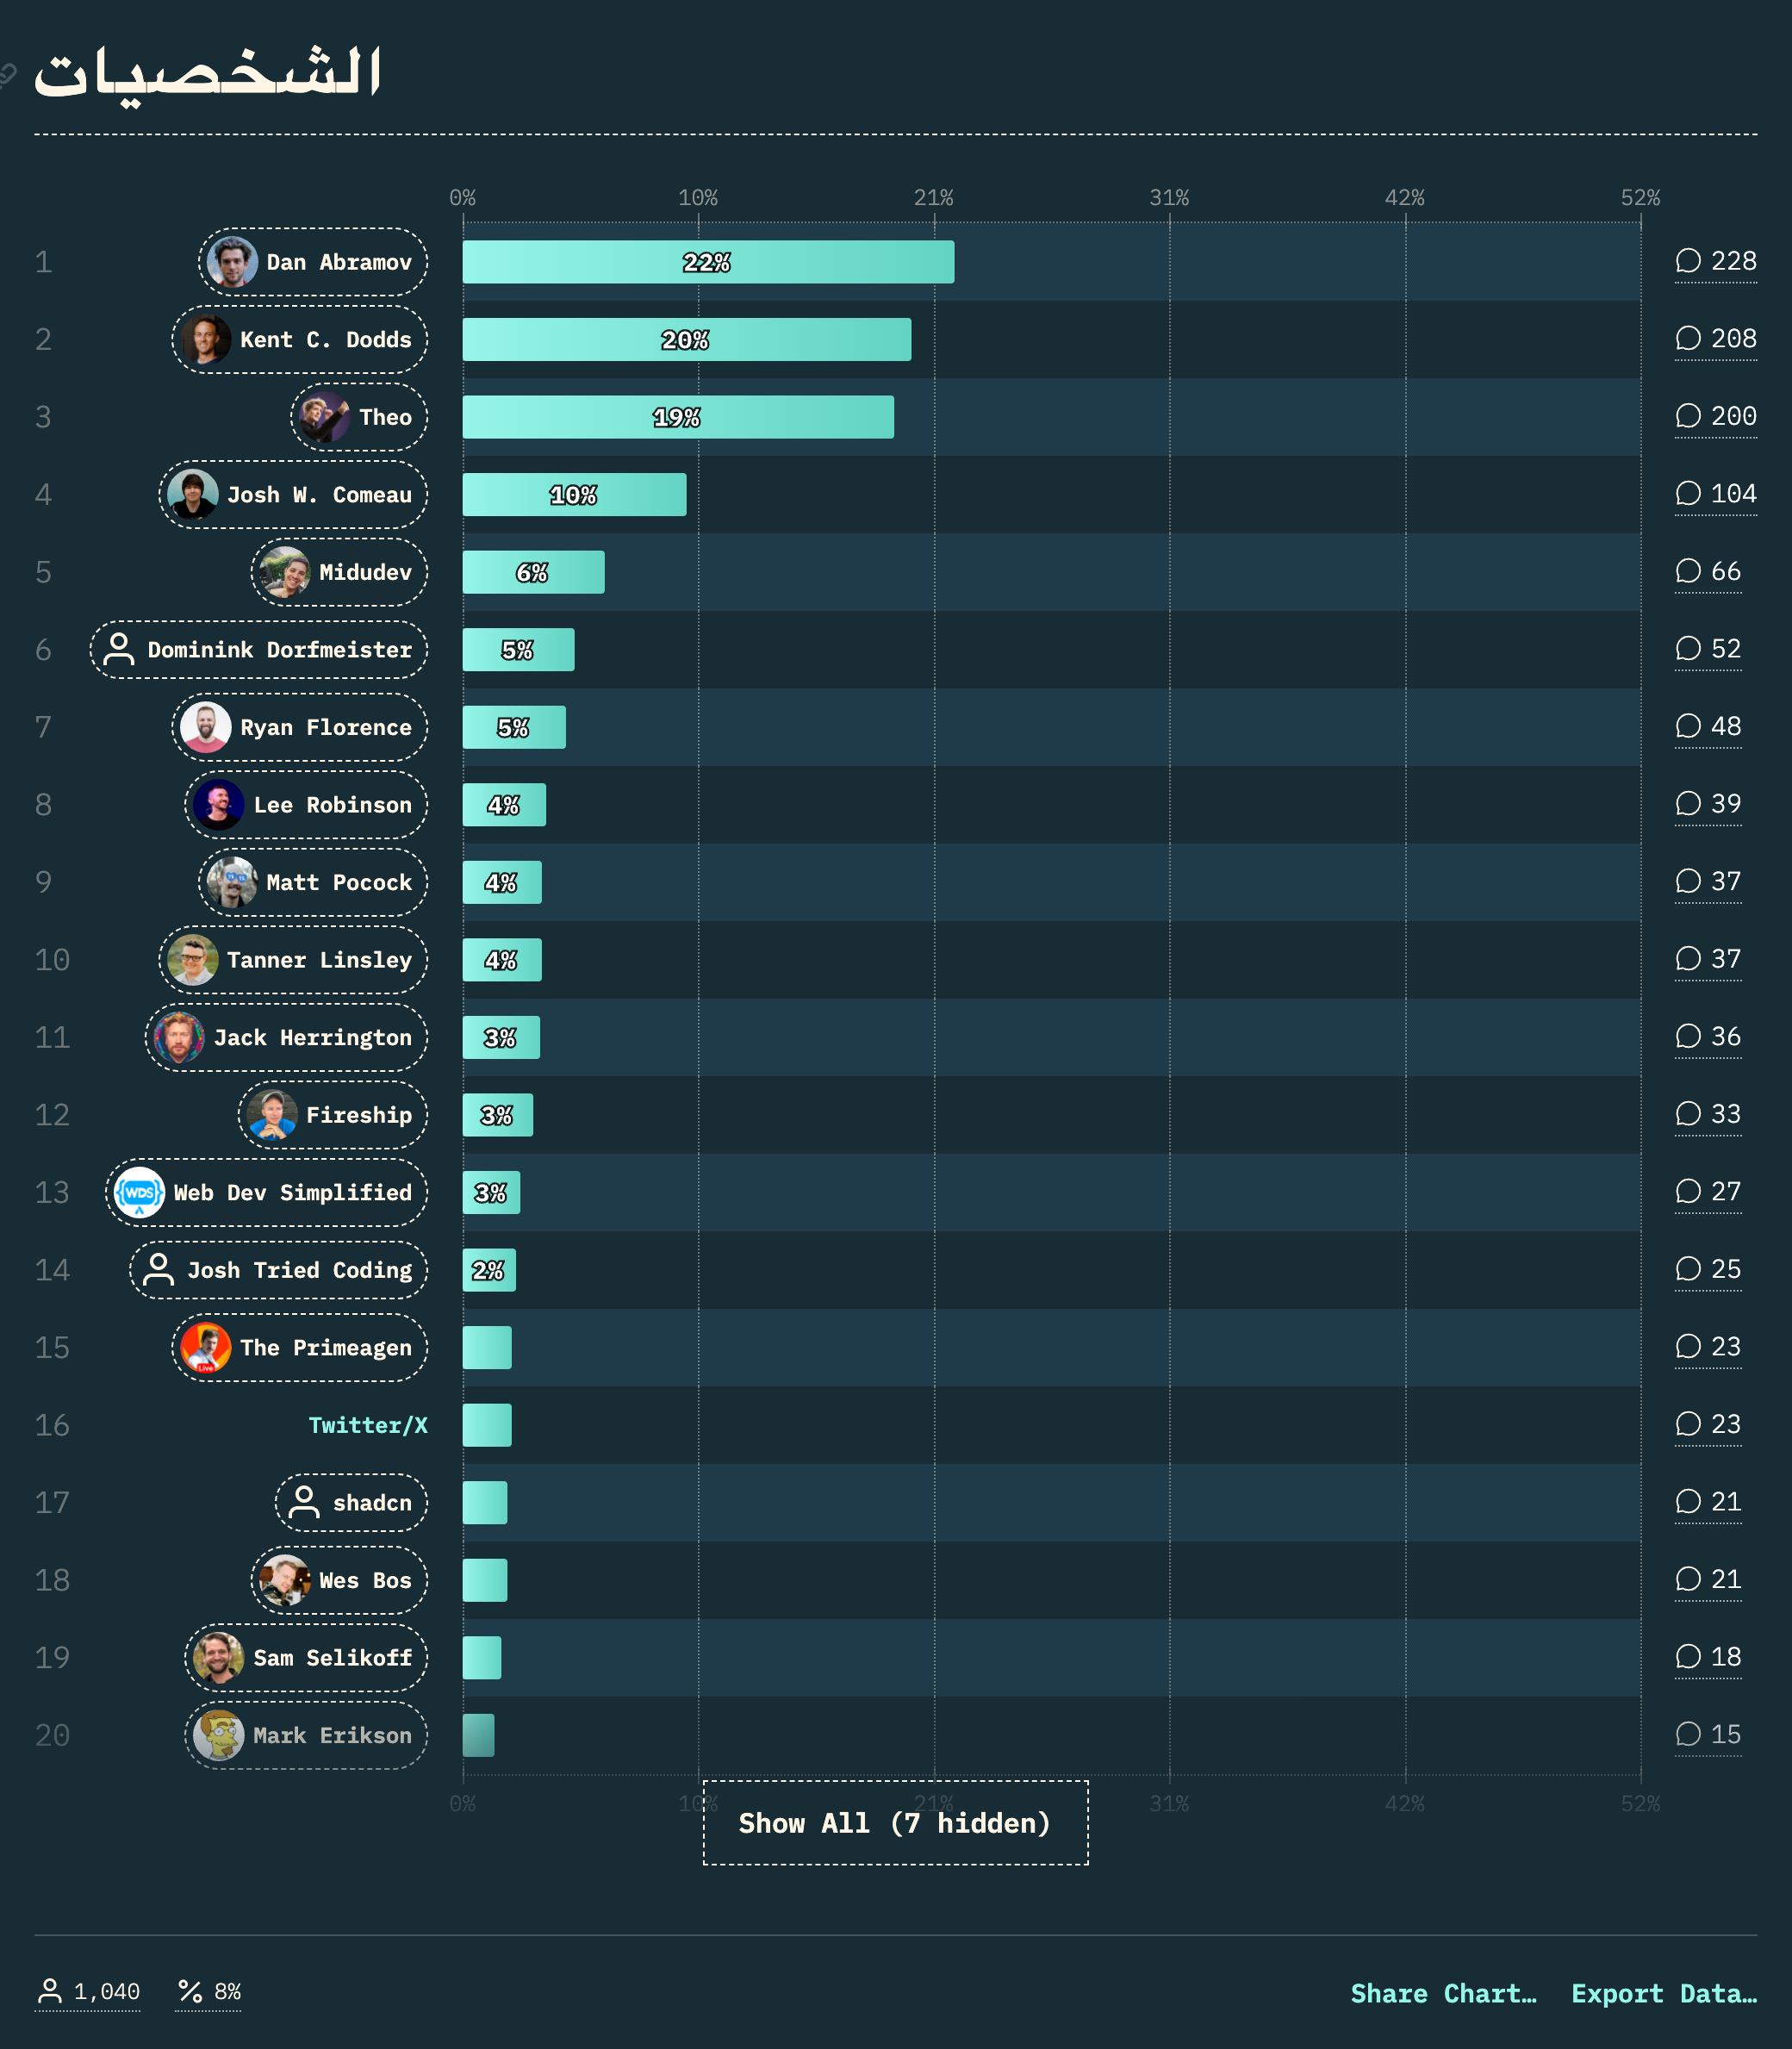 الشخصيات
0% 10% 21% 31% 42% 52%
1 Dan Abramov 22% 228
2 Kent C. Dodds 20% 208
3 Theo 19% 200
4 Josh W. Comeau 10% 104
5 Midudev 6% 66
6 Dominink Dorfmeister 5% 52
7 Ryan Florence 5% 48
8 Lee Robinson 4% 39
9 Matt Pocock 4% 37
10 Tanner Linsley 4% 37
11 Jack Herrington 3% 36
12 Fireship 3% 33
13 WDS Web Dev Simplified 3% 27
14 Josh Tried Coding 2% 25
15 Live The Primeagen 23
16 Twitter/X 23
17 shadcn 21
18 Wes Bos 21
19 Sam Selikoff 18
20 Mark Erikson 15
0% 10% 21% 31% 42% 52%
Show All (7 hidden)
1,040 8% Share Chart… Export Data…